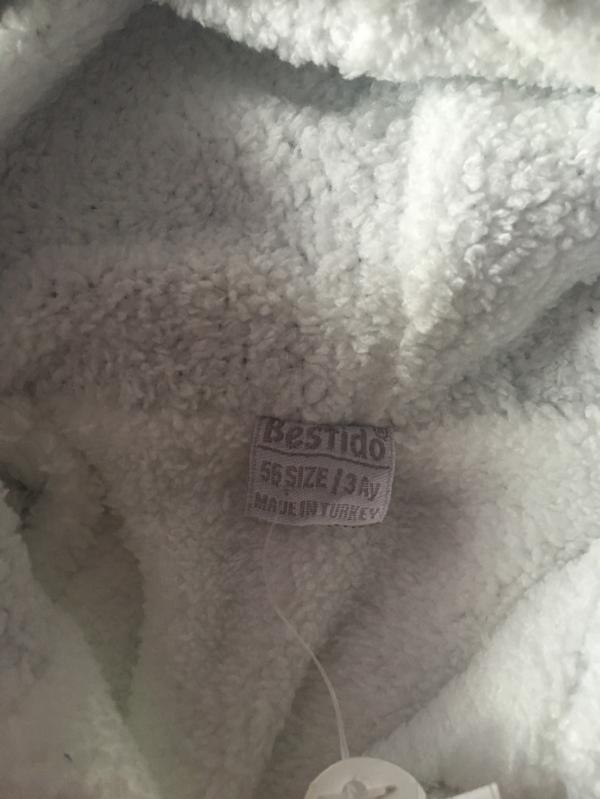 Bestido
56 SIZE / 3 Ay
MADE IN TURKEY